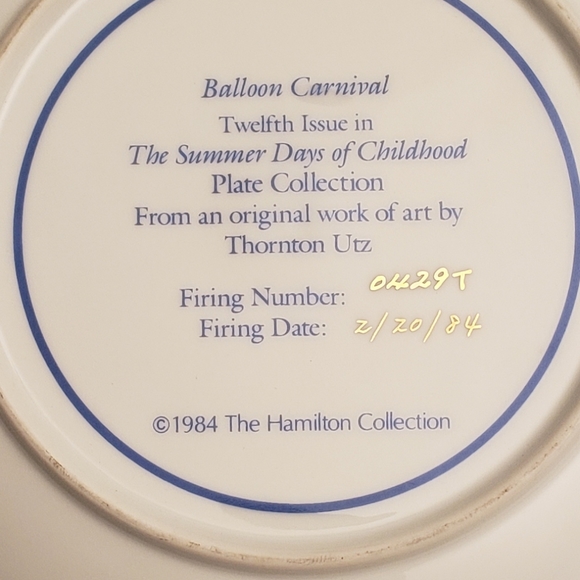 Balloon Carnival
Twelfth Issue in
The Summer Days of Childhood
Plate Collection
From an original work of art by
Thornton Utz
Firing Number: 0429T
Firing Date: 2/20/84
©1984 The Hamilton Collection